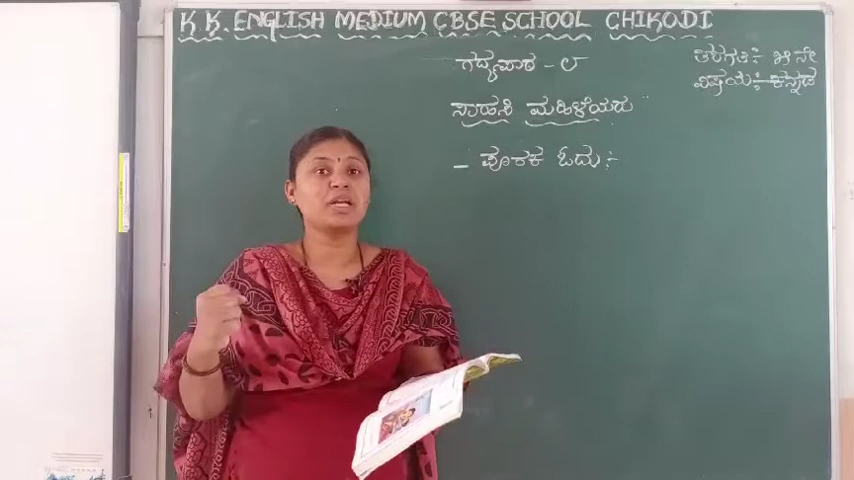 K K. ENGLISH MEDIUM CBSE SCHOOL CHIKODI
ಗದ್ಯಪಾಠ - ೮
ತರಗತಿ :- ೫ನೇ
ವಿಷಯ :- ಕನ್ನಡ
ಸಾಹಸಿ ಮಹಿಳೆಯರು
- ಪೂರಕ ಓದು :-